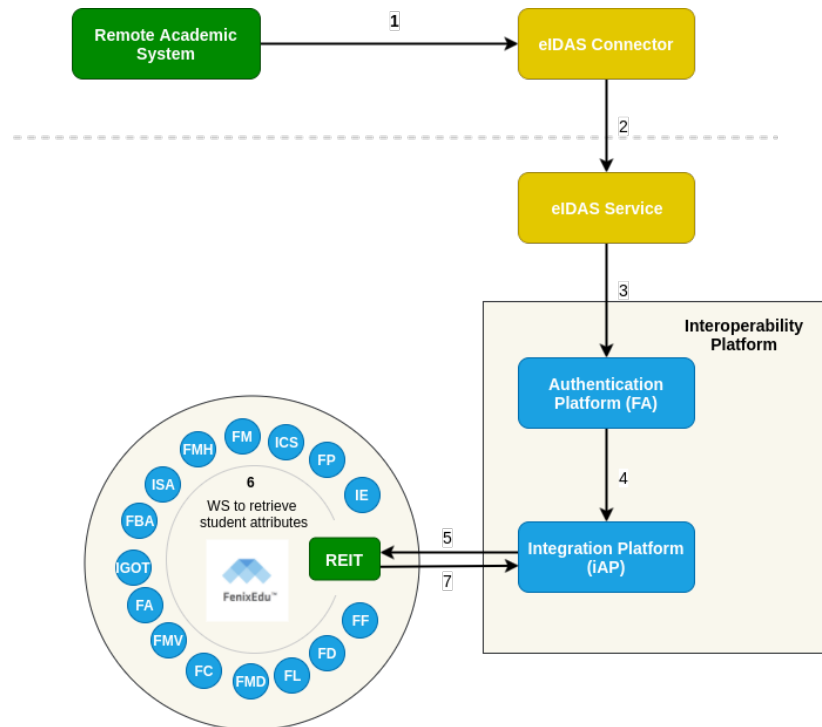 1
Remote Academic
System
eIDAS Connector
2
eIDAS Service
3
Interoperability
Platform
Authentication
Platform (FA)
4
FM
ICS
FMH
FP
6
ISA
IE
WS to retrieve
student attributes
FBA
5
REIT
Integration Platform
(iAP)
IGOT
7
FenixEdu™
FA
FF
FMV
FD
FC
FL
FMD